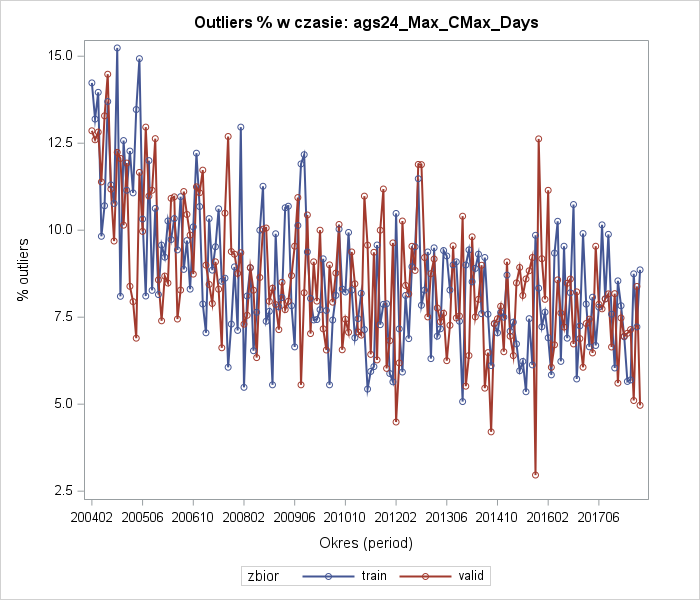 Outliers % w czasie: ags24_Max_CMax_Days
% outliers
15.0
12.5
10.0
7.5
5.0
2.5
200402 200506 200610 200802 200906 201010 201202 201306 201410 201602 201706
Okres (period)
zbior train valid